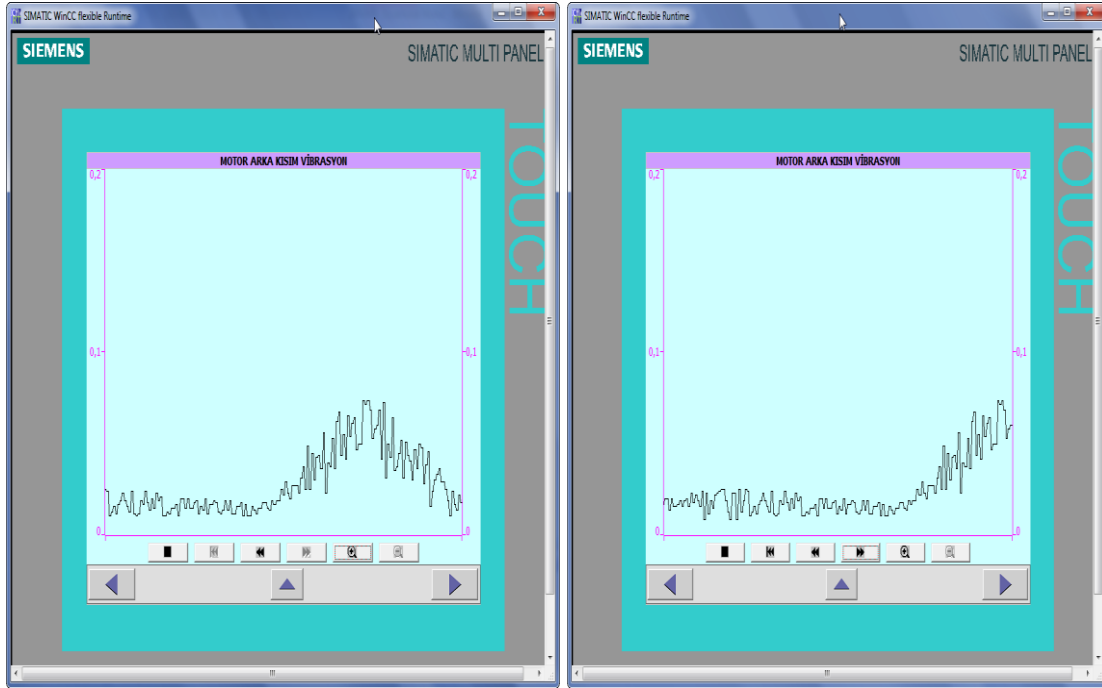 SIMATIC WinCC flexible Runtime
SIEMENS
SIMATIC MULTI PANEL
TOUCH
MOTOR ARKA KISIM VİBRASYON
0,2 0,2
0,1 0,1
0 0
SIMATIC WinCC flexible Runtime
SIEMENS
SIMATIC MULTI PANEL
TOUCH
MOTOR ARKA KISIM VİBRASYON
0,2 0,2
0,1 0,1
0 0